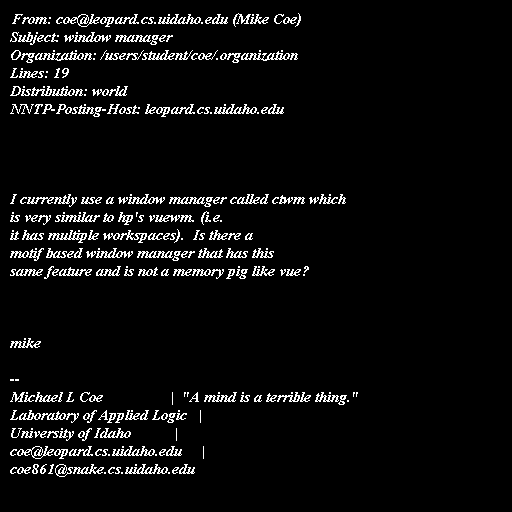 From: coe@leopard.cs.uidaho.edu (Mike Coe)
Subject: window manager
Organization: /users/student/coe/.organization
Lines: 19
Distribution: world
NNTP-Posting-Host: leopard.cs.uidaho.edu
I currently use a window manager called ctwm which
is very similar to hp's vuewm. (i.e.
it has multiple workspaces).  Is there a
motif based window manager that has this
same feature and is not a memory pig like vue?
mike
--
Michael L Coe                 |  "A mind is a terrible thing."
Laboratory of Applied Logic   |
University of Idaho           |
coe@leopard.cs.uidaho.edu     |
coe861@snake.cs.uidaho.edu